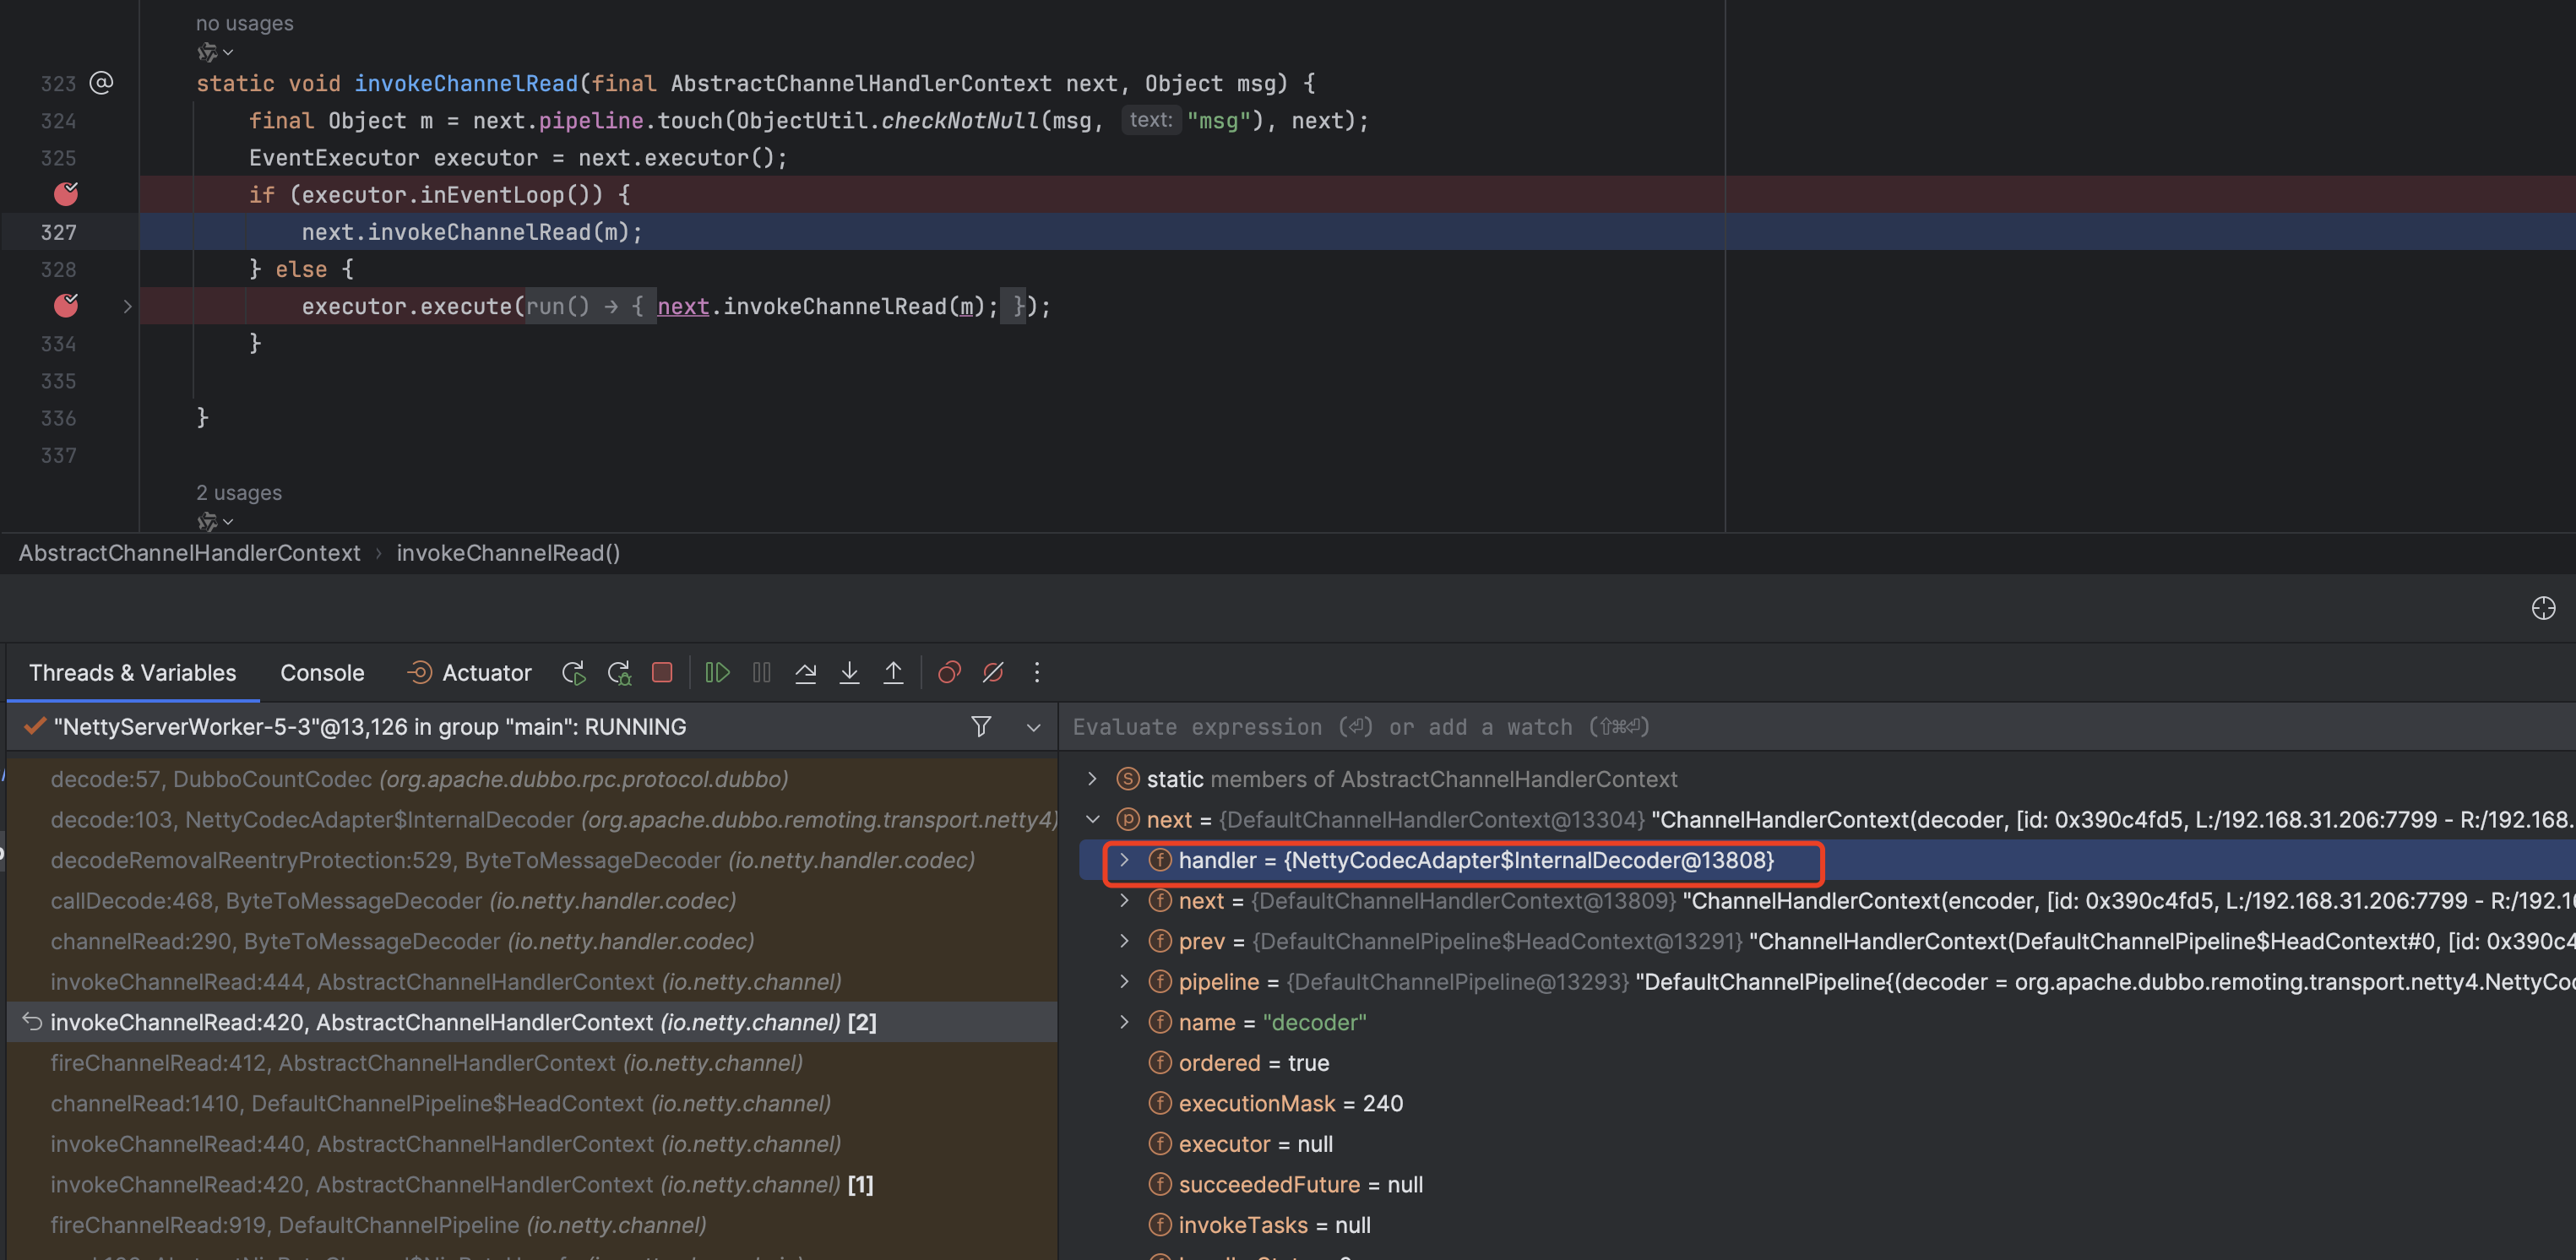 no usages
323 @ static void invokeChannelRead(final AbstractChannelHandlerContext next, Object msg) {
324 final Object m = next.pipeline.touch(ObjectUtil.checkNotNull(msg, text: "msg"), next);
325 EventExecutor executor = next.executor();
if (executor.inEventLoop()) {
327 next.invokeChannelRead(m);
328 } else {
executor.execute(run() → { next.invokeChannelRead(m); });
334 }
335
336 }
337
2 usages
AbstractChannelHandlerContext › invokeChannelRead()
Threads & Variables Console Actuator
"NettyServerWorker-5-3"@13,126 in group "main": RUNNING
decode:57, DubboCountCodec (org.apache.dubbo.rpc.protocol.dubbo)
decode:103, NettyCodecAdapter$InternalDecoder (org.apache.dubbo.remoting.transport.netty4)
decodeRemovalReentryProtection:529, ByteToMessageDecoder (io.netty.handler.codec)
callDecode:468, ByteToMessageDecoder (io.netty.handler.codec)
channelRead:290, ByteToMessageDecoder (io.netty.handler.codec)
invokeChannelRead:444, AbstractChannelHandlerContext (io.netty.channel)
invokeChannelRead:420, AbstractChannelHandlerContext (io.netty.channel) [2]
fireChannelRead:412, AbstractChannelHandlerContext (io.netty.channel)
channelRead:1410, DefaultChannelPipeline$HeadContext (io.netty.channel)
invokeChannelRead:440, AbstractChannelHandlerContext (io.netty.channel)
invokeChannelRead:420, AbstractChannelHandlerContext (io.netty.channel) [1]
fireChannelRead:919, DefaultChannelPipeline (io.netty.channel)
Evaluate expression (⏎) or add a watch (⇧⌘⏎)
static members of AbstractChannelHandlerContext
next = {DefaultChannelHandlerContext@13304} "ChannelHandlerContext(decoder, [id: 0x390c4fd5, L:/192.168.31.206:7799 - R:/192.168.
handler = {NettyCodecAdapter$InternalDecoder@13808}
next = {DefaultChannelHandlerContext@13809} "ChannelHandlerContext(encoder, [id: 0x390c4fd5, L:/192.168.31.206:7799 - R:/192.1
prev = {DefaultChannelPipeline$HeadContext@13291} "ChannelHandlerContext(DefaultChannelPipeline$HeadContext#0, [id: 0x390c4
pipeline = {DefaultChannelPipeline@13293} "DefaultChannelPipeline{(decoder = org.apache.dubbo.remoting.transport.netty4.NettyCo
name = "decoder"
ordered = true
executionMask = 240
executor = null
succeededFuture = null
invokeTasks = null